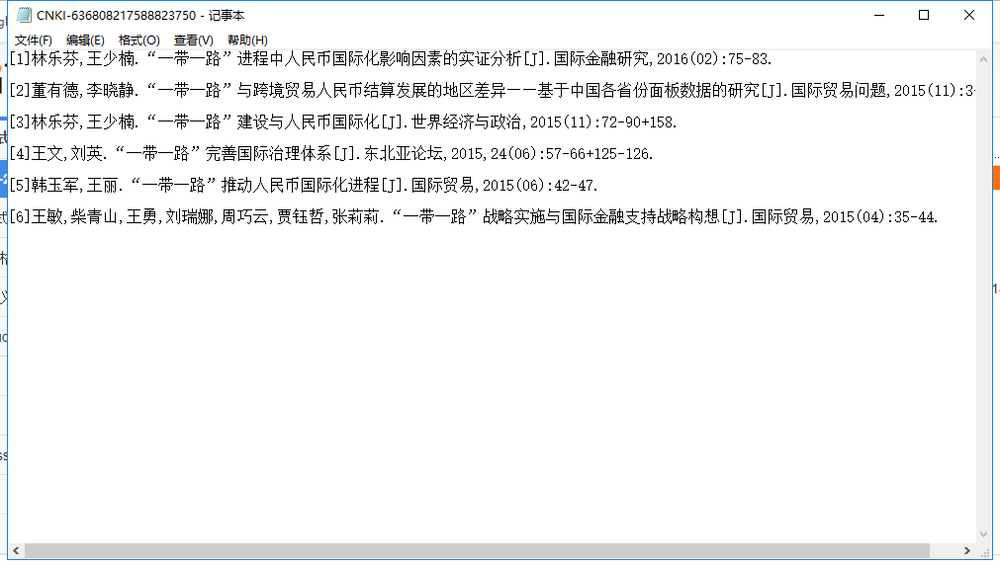 CNKI-636808217588823750 - 记事本
文件(F) 编辑(E) 格式(O) 查看(V) 帮助(H)
[1]林乐芬,王少楠.“一带一路”进程中人民币国际化影响因素的实证分析[J].国际金融研究,2016(02):75-83.
[2]董有德,李晓静.“一带一路”与跨境贸易人民币结算发展的地区差异——基于中国各省份面板数据的研究[J].国际贸易问题,2015(11):3-
[3]林乐芬,王少楠.“一带一路”建设与人民币国际化[J].世界经济与政治,2015(11):72-90+158.
[4]王文,刘英.“一带一路”完善国际治理体系[J].东北亚论坛,2015,24(06):57-66+125-126.
[5]韩玉军,王丽.“一带一路”推动人民币国际化进程[J].国际贸易,2015(06):42-47.
[6]王敏,柴青山,王勇,刘瑞娜,周巧云,贾钰哲,张莉莉.“一带一路”战略实施与国际金融支持战略构想[J].国际贸易,2015(04):35-44.